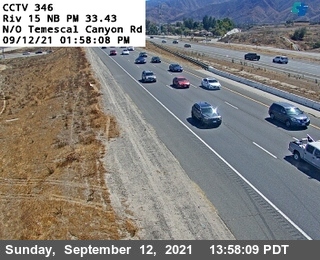 CCTV 346
Riv 15 NB PM 33.43
N/O Temescal Canyon Rd
09/12/21 01:58:08 PM
Sunday, September 12, 2021 13:58:09 PDT